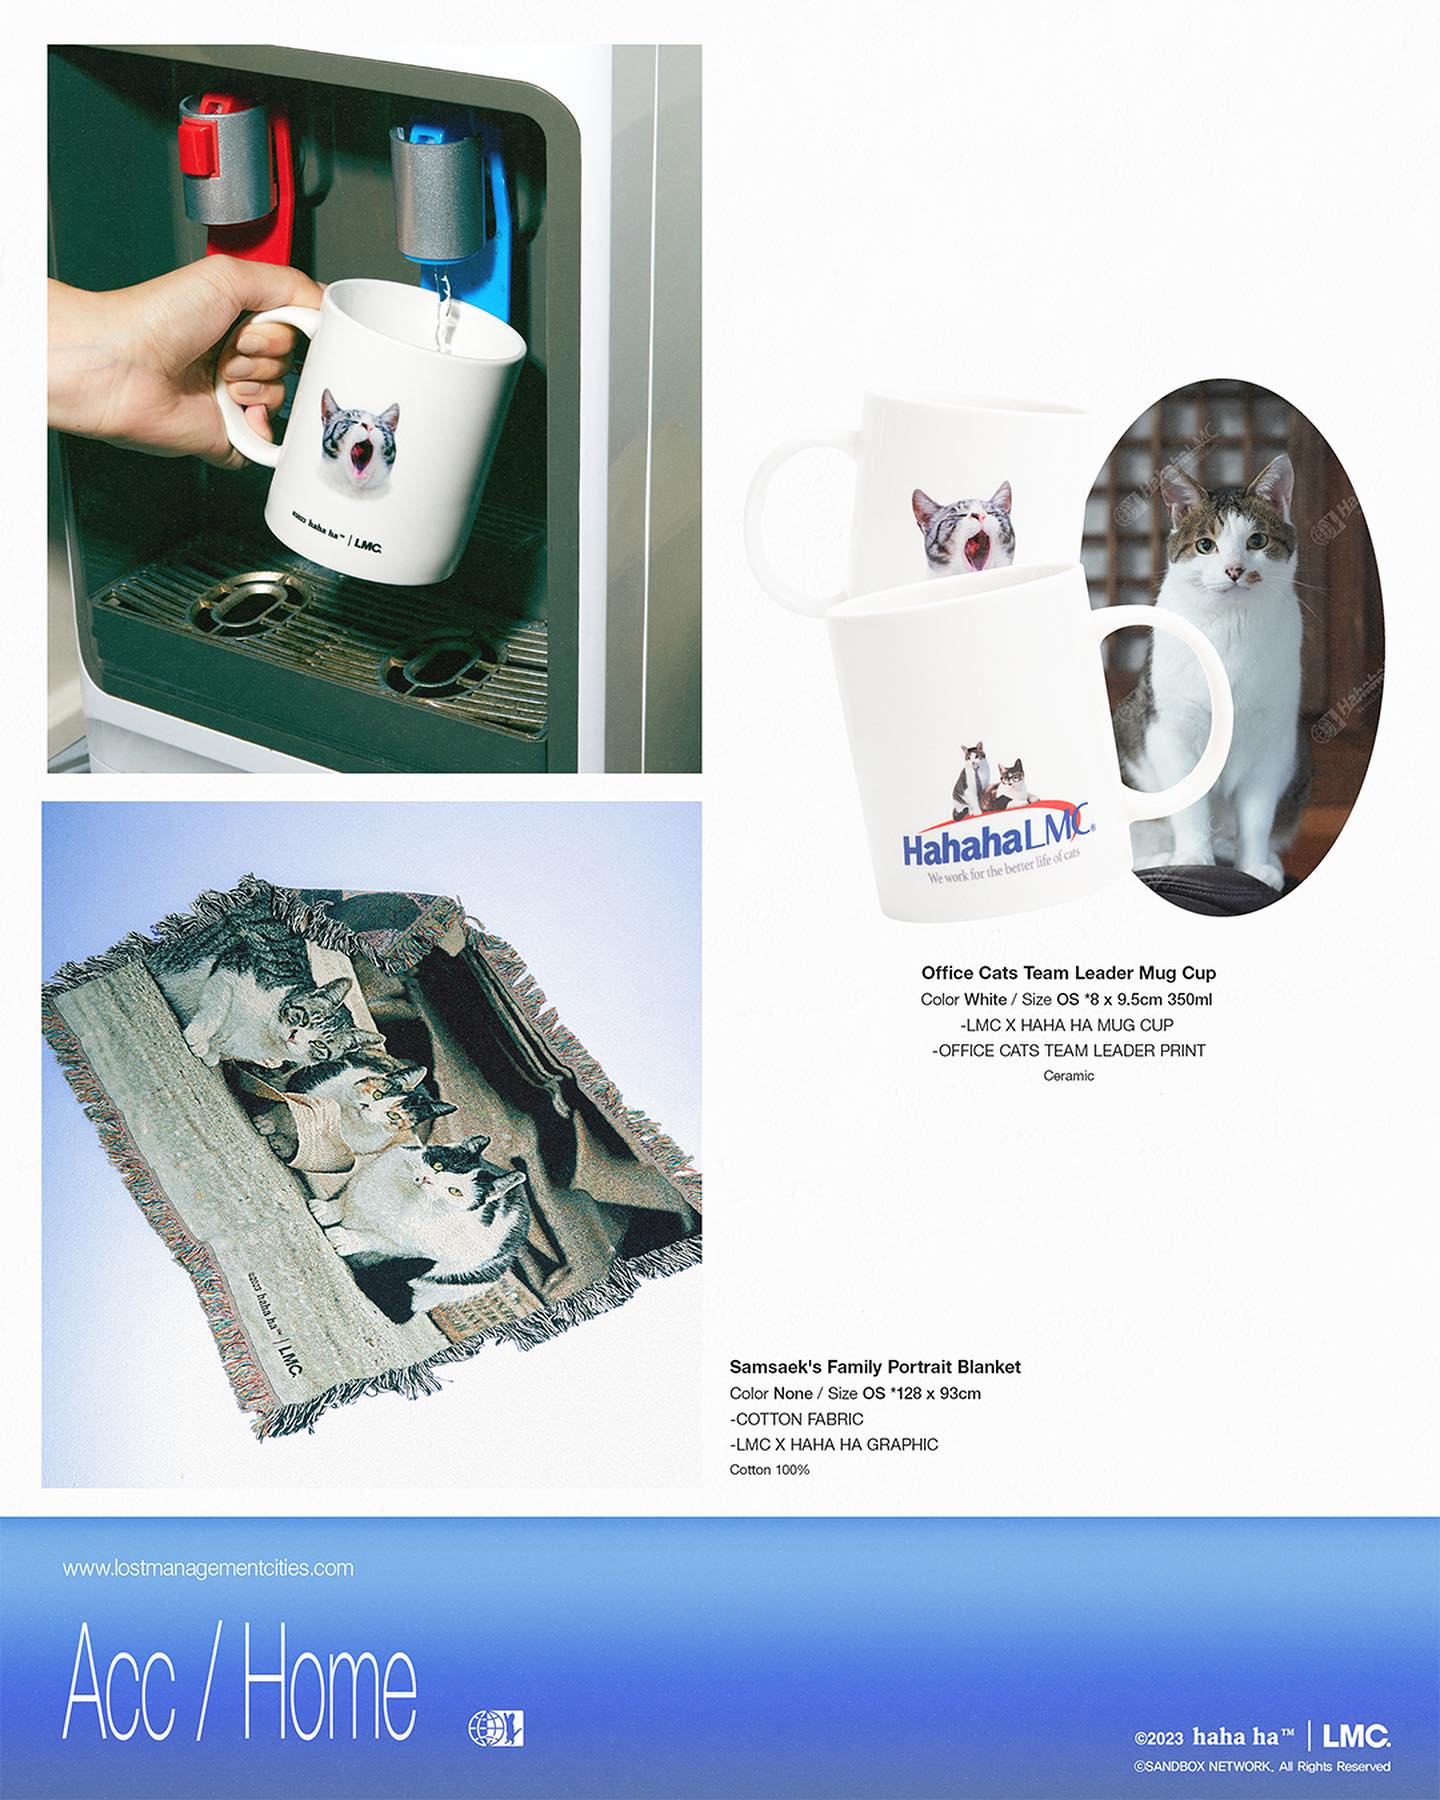 ©2023 haha ha™ | LMC.
HahahaLMC®
We work for the better life of cats
HahahaLMC
Office Cats Team Leader Mug Cup
Color White / Size OS *8 x 9.5cm 350ml
-LMC X HAHA HA MUG CUP
-OFFICE CATS TEAM LEADER PRINT
Ceramic
©2023 haha ha™ | LMC.
Samsaek's Family Portrait Blanket
Color None / Size OS *128 x 93cm
-COTTON FABRIC
-LMC X HAHA HA GRAPHIC
Cotton 100%
www.lostmanagementcities.com
Acc / Home
©2023 haha ha™ | LMC.
©SANDBOX NETWORK. All Rights Reserved